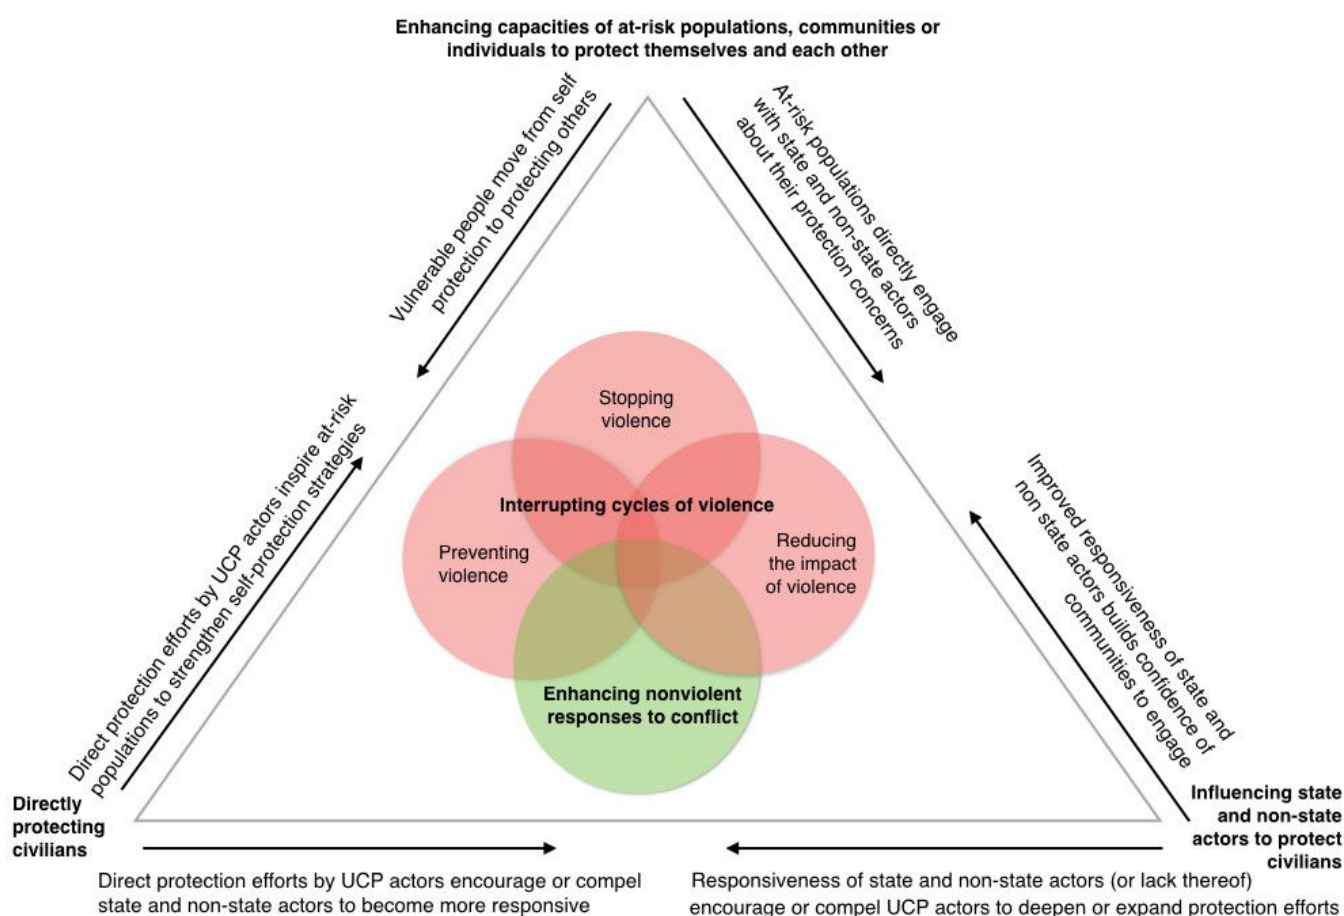 Enhancing capacities of at-risk populations, communities or
individuals to protect themselves and each other
Vulnerable people move from self
protection to protecting others
At-risk populations directly engage
with state and non-state actors
about their protection concerns
Stopping
violence
Interrupting cycles of violence
Preventing
violence
Reducing
the impact
of violence
Enhancing nonviolent
responses to conflict
Direct protection efforts by UCP actors inspire at-risk
populations to strengthen self-protection strategies
Improved responsiveness of state and
non state actors builds confidence of
communities to engage
Directly
protecting
civilians
Influencing state
and non-state
actors to protect
civilians
Direct protection efforts by UCP actors encourage or compel
state and non-state actors to become more responsive
Responsiveness of state and non-state actors (or lack thereof)
encourage or compel UCP actors to deepen or expand protection efforts